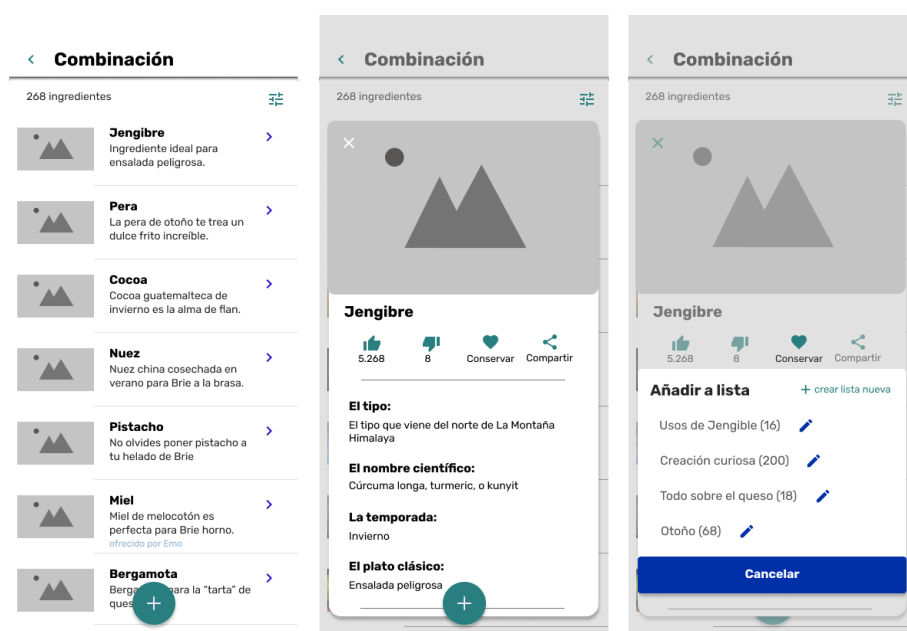 Combinación
268 ingredientes
Jengibre
Ingrediente ideal para
ensalada peligrosa.
Pera
La pera de otoño te trea un
dulce frito increíble.
Cocoa
Cocoa guatemalteca de
invierno es la alma de flan.
Nuez
Nuez china cosechada en
verano para Brie a la brasa.
Pistacho
No olvides poner pistacho a
tu helado de Brie
Miel
Miel de melocotón es
perfecta para Brie horno.
ofrecido por Emo
Bergamota
para la “tarta” de
Combinación
268 ingredientes
Jengibre
5.268
8
Conservar
Compartir
El tipo:
El tipo que viene del norte de La Montaña
Himalaya
El nombre científico:
Cúrcuma longa, turmeric, o kunyit
La temporada:
Invierno
El plato clásico:
Ensalada peligrosa
Combinación
268 ingredientes
Jengibre
5.268
8
Conservar
Compartir
Añadir a lista
+ crear lista nueva
Usos de Jengible (16)
Creación curiosa (200)
Todo sobre el queso (18)
Otoño (68)
Cancelar